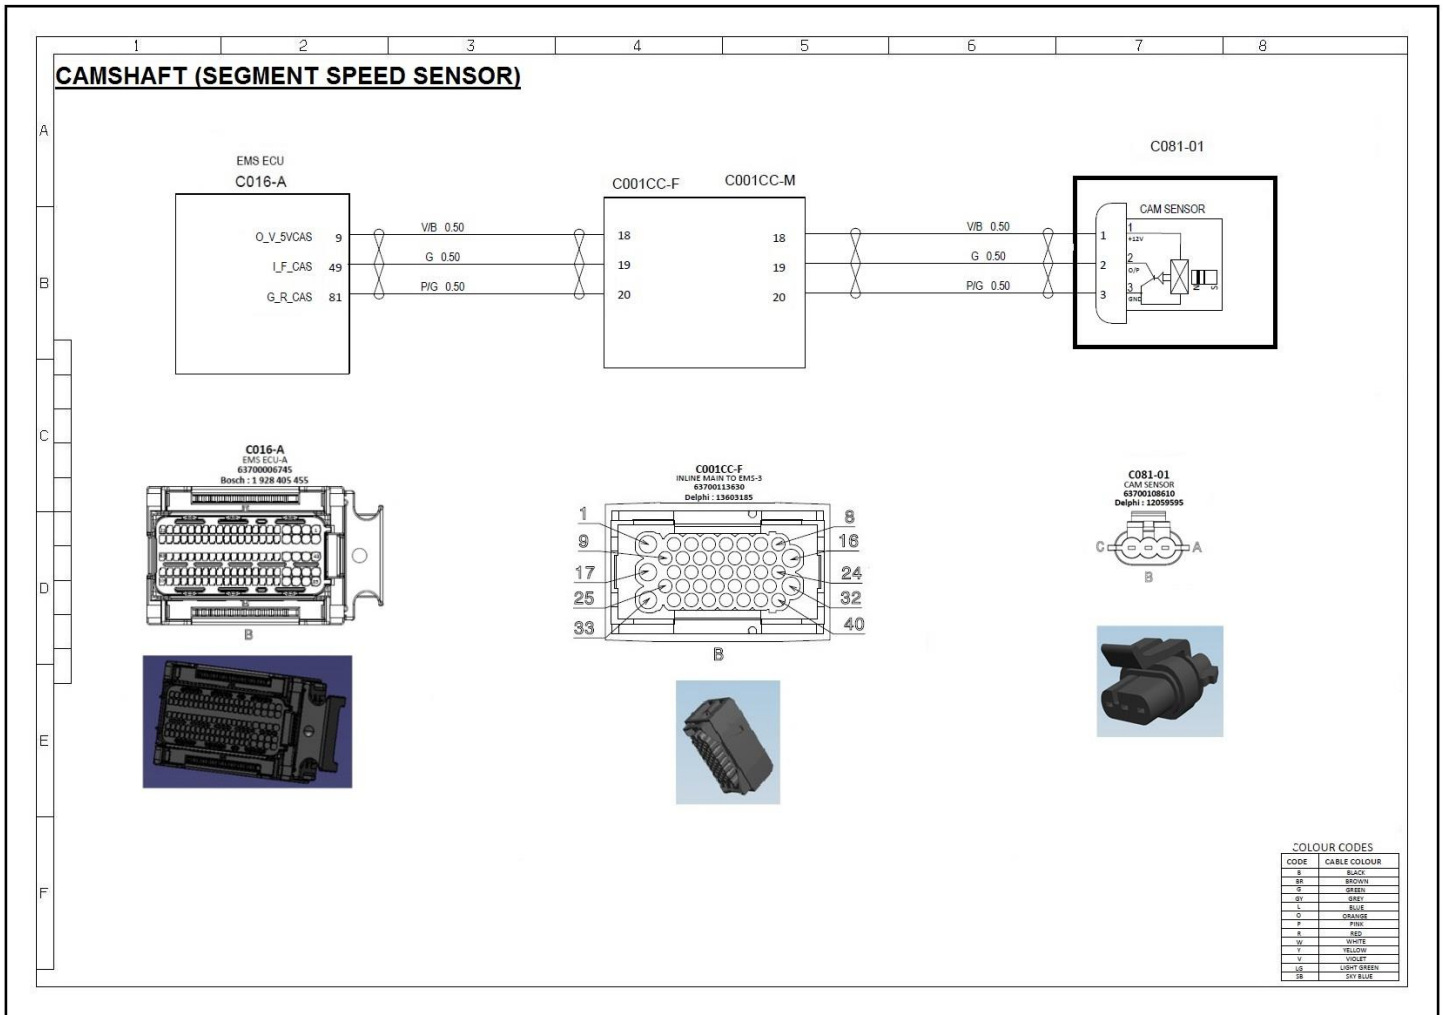 1 2 3 4 5 6 7 8
CAMSHAFT (SEGMENT SPEED SENSOR)
A
B
C
D
E
F
EMS ECU
C016-A
O_V_5VCAS 9
I_F_CAS 49
G_R_CAS 81
V/B 0.50
G 0.50
P/G 0.50
C001CC-F C001CC-M
18 18
19 19
20 20
V/B 0.50
G 0.50
P/G 0.50
C081-01
CAM SENSOR
1 1
+12V
2 2
O/P
3 3
GND
N S
C016-A
EMS ECU-A
63700006745
Bosch : 1 928 405 455
B
C001CC-F
INLINE MAIN TO EMS-3
63700113630
Delphi : 13603185
1 8
9 16
17 24
25 32
33 40
B
C081-01
CAM SENSOR
63700108610
Delphi : 12059595
C A
B
COLOUR CODES
CODE CABLE COLOUR
B BLACK
BR BROWN
G GREEN
GY GREY
L BLUE
O ORANGE
P PINK
R RED
W WHITE
Y YELLOW
V VIOLET
LG LIGHT GREEN
SB SKY BLUE